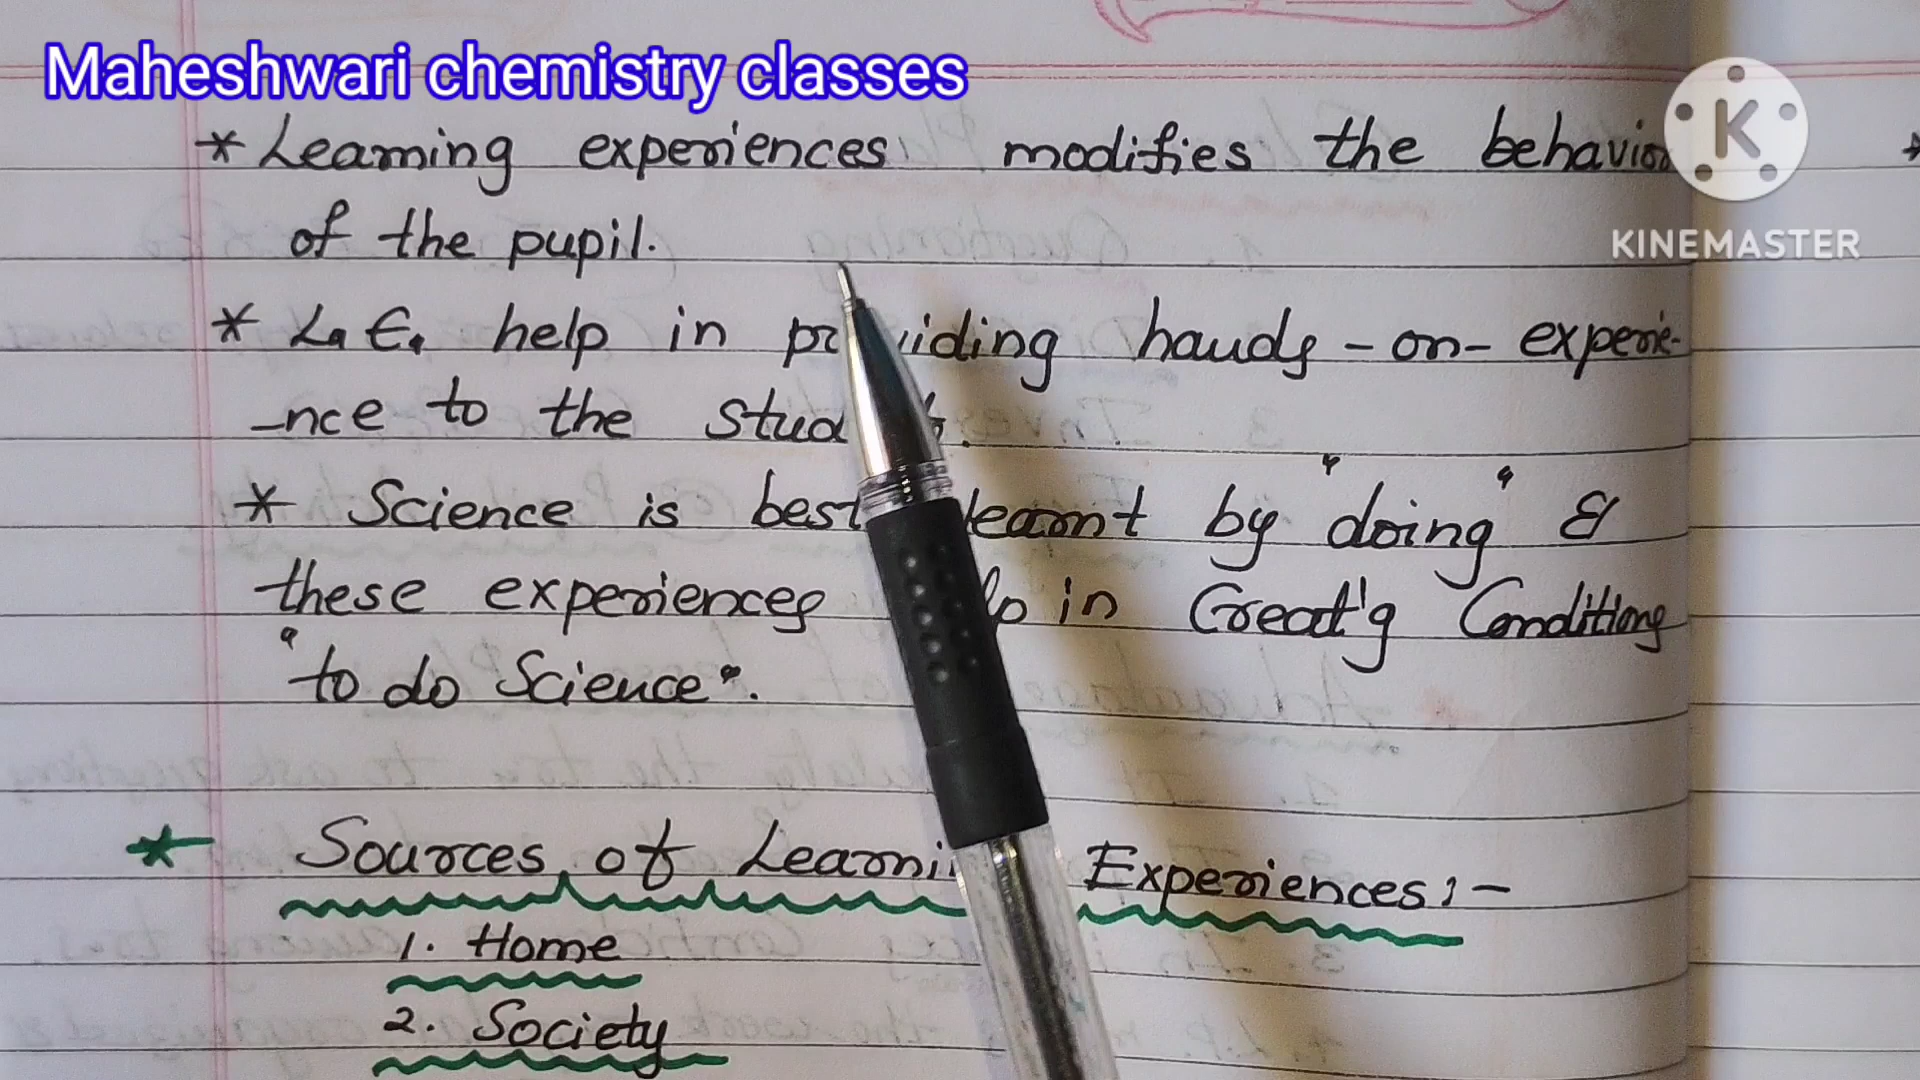 Maheshwari chemistry classes
* Learning experiences modifies the behavior
KINEMASTER
of the pupil.
* L. E. help in providing hands-on-experie-
-nce to the
* Science is best learnt by "doing" &
these experiences in Creat'g Conditions
"to do Science".
* Sources of Learning Experiences:-
1. Home
2. Society